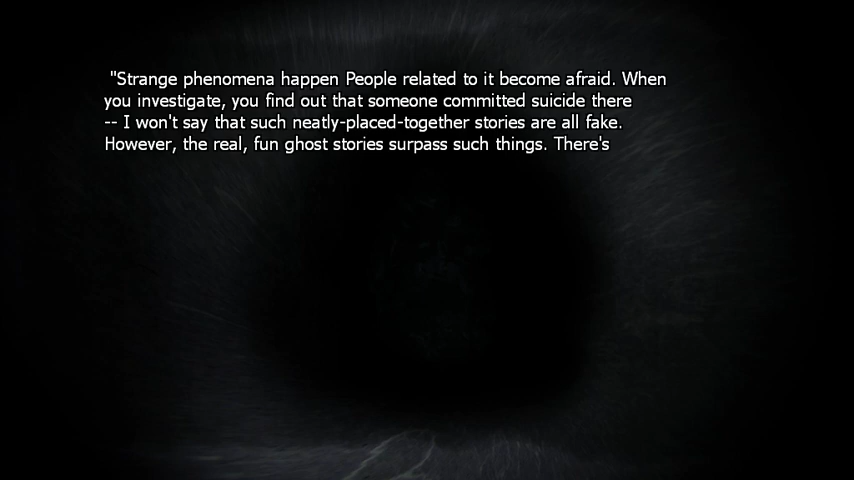 "Strange phenomena happen People related to it become afraid. When
you investigate, you find out that someone committed suicide there
-- I won't say that such neatly-placed-together stories are all fake.
However, the real, fun ghost stories surpass such things. There's